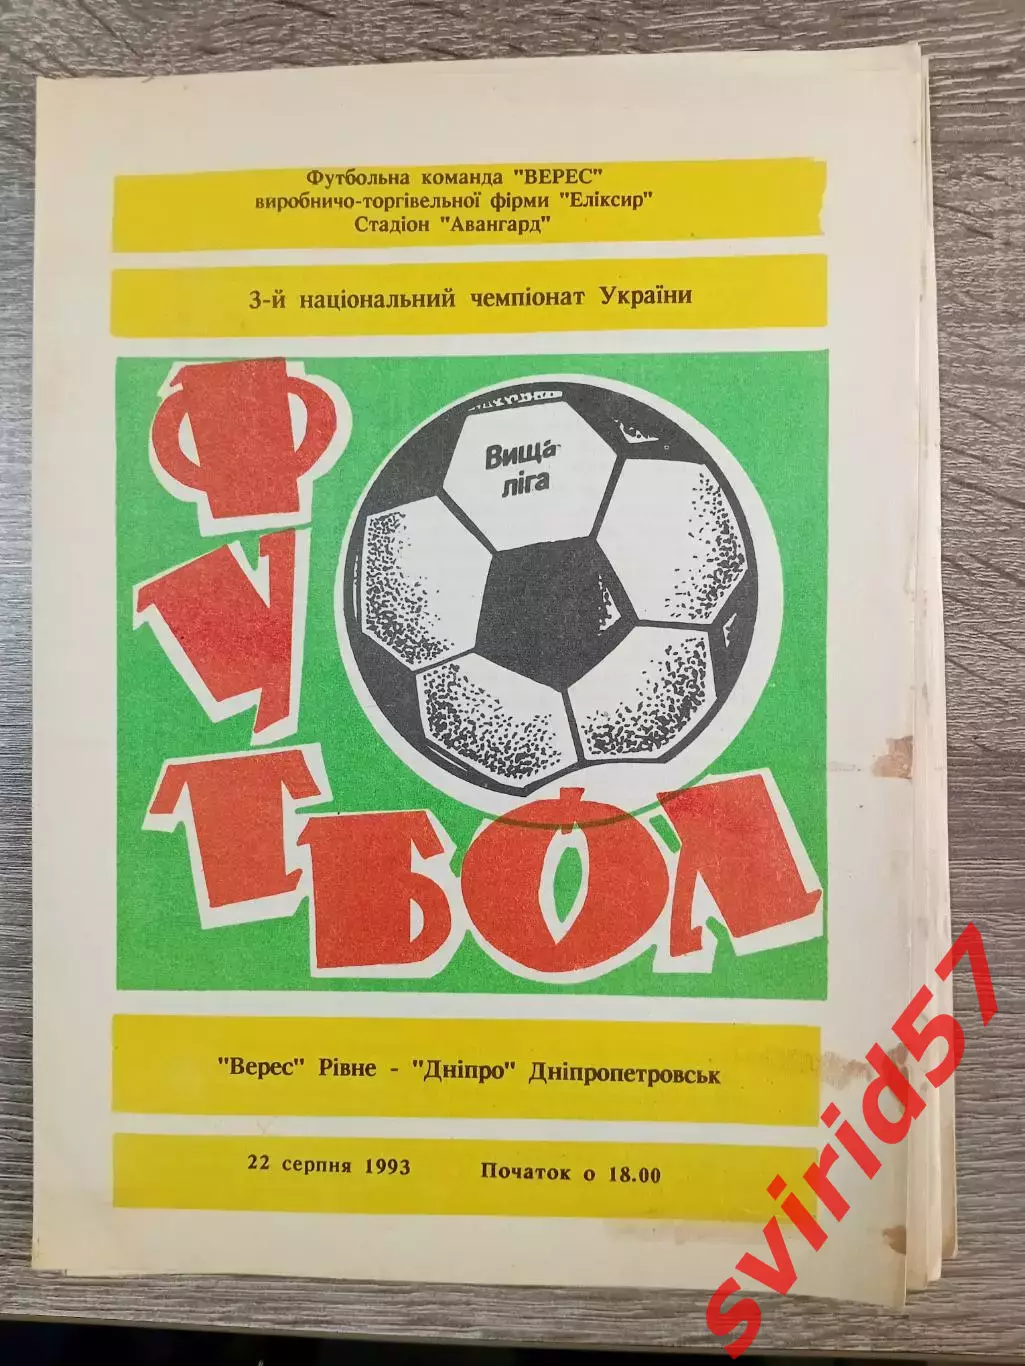 Футбольна команда "ВЕРЕС"
виробничо-торгівельної фірми "Еліксир"
Стадіон "Авангард"
3-й національний чемпіонат України
ФУТБОЛ
Вища
ліга
"Верес" Рівне - "Дніпро" Дніпропетровськ
22 серпня 1993 Початок о 18.00
svirid57